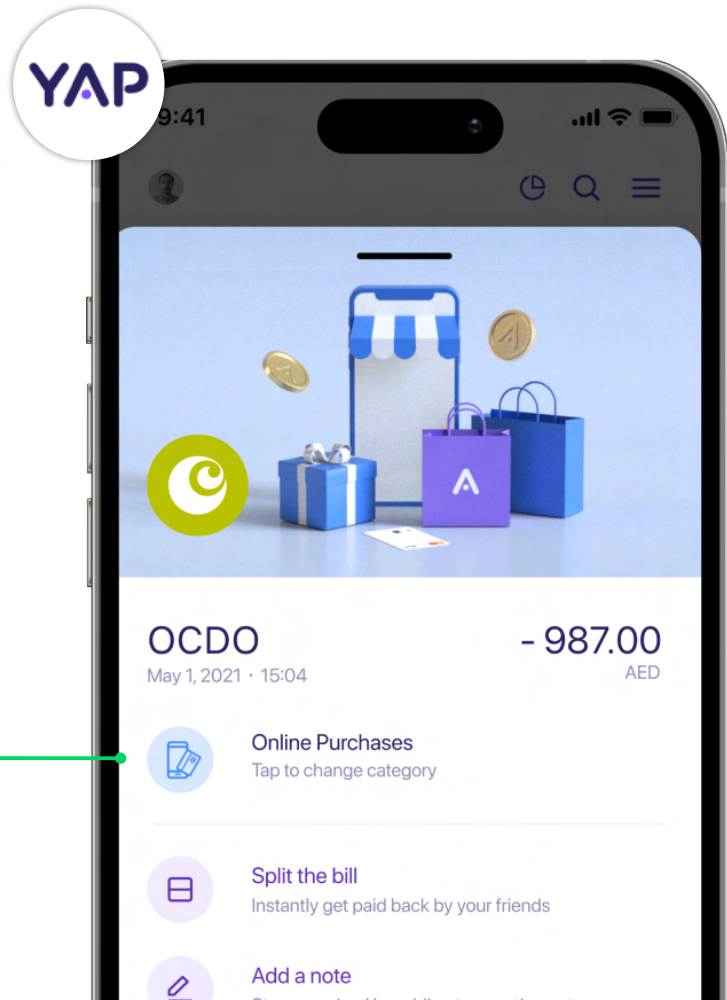 YAP
9:41
OCDO
- 987.00
May 1, 2021 · 15:04
AED
Online Purchases
Tap to change category
Split the bill
Instantly get paid back by your friends
Add a note